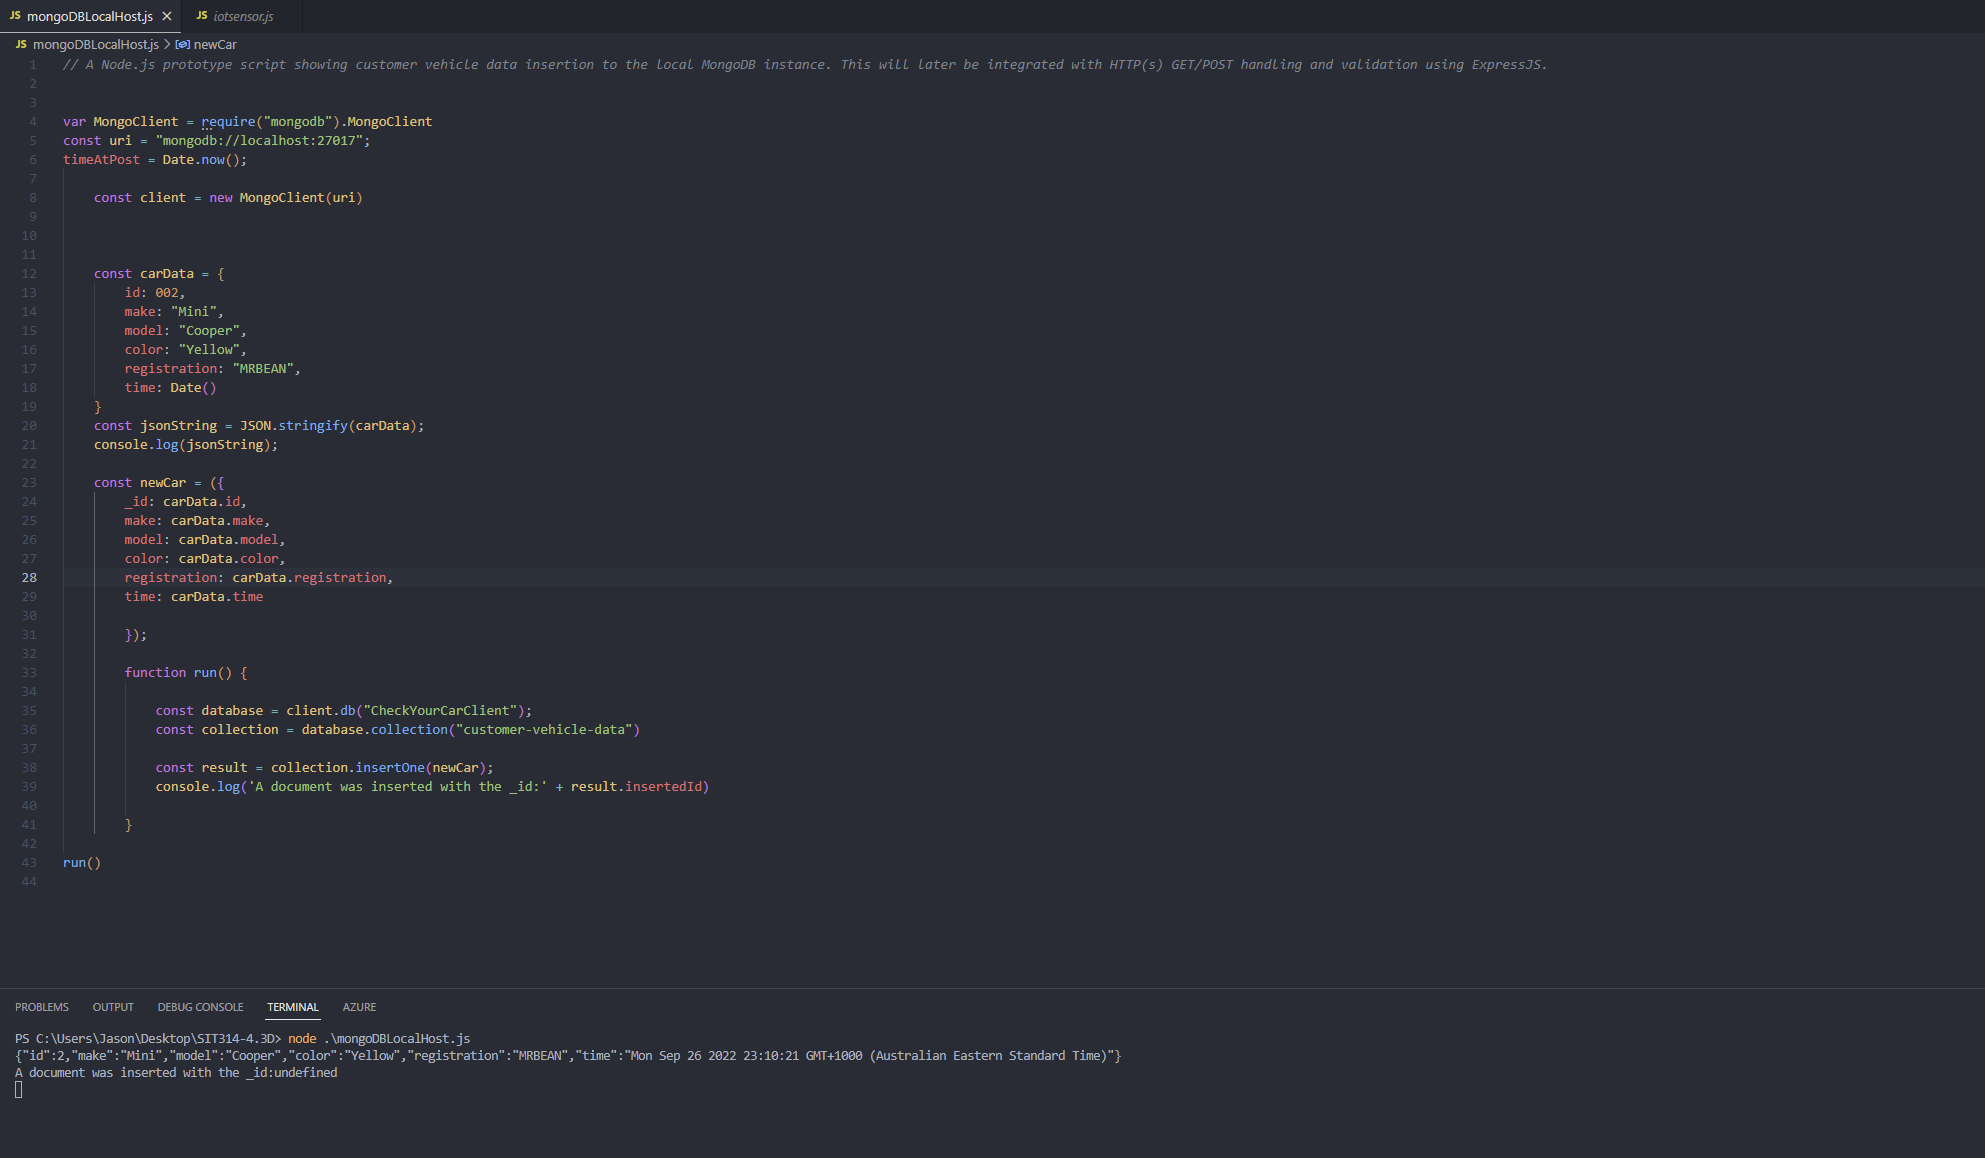 JS mongoDBLocalHost.js ×
JS iotsensor.js
JS mongoDBLocalHost.js > newCar
1 // A Node.js prototype script showing customer vehicle data insertion to the local MongoDB instance. This will later be integrated with HTTP(s) GET/POST handling and validation using ExpressJS.
2
3
4 var MongoClient = require("mongodb").MongoClient
5 const uri = "mongodb://localhost:27017";
6 timeAtPost = Date.now();
7
8 const client = new MongoClient(uri)
9
10
11
12 const carData = {
13 id: 002,
14 make: "Mini",
15 model: "Cooper",
16 color: "Yellow",
17 registration: "MRBEAN",
18 time: Date()
19 }
20 const jsonString = JSON.stringify(carData);
21 console.log(jsonString);
22
23 const newCar = ({
24 _id: carData.id,
25 make: carData.make,
26 model: carData.model,
27 color: carData.color,
28 registration: carData.registration,
29 time: carData.time
30
31 });
32
33 function run() {
34
35 const database = client.db("CheckYourCarClient");
36 const collection = database.collection("customer-vehicle-data")
37
38 const result = collection.insertOne(newCar);
39 console.log('A document was inserted with the _id:' + result.insertedId)
40
41 }
42
43 run()
44
PROBLEMS OUTPUT DEBUG CONSOLE TERMINAL AZURE
PS C:\Users\Jason\Desktop\SIT314-4.3D> node .\mongoDBLocalHost.js
{"id":2,"make":"Mini","model":"Cooper","color":"Yellow","registration":"MRBEAN","time":"Mon Sep 26 2022 23:10:21 GMT+1000 (Australian Eastern Standard Time)"}
A document was inserted with the _id:undefined